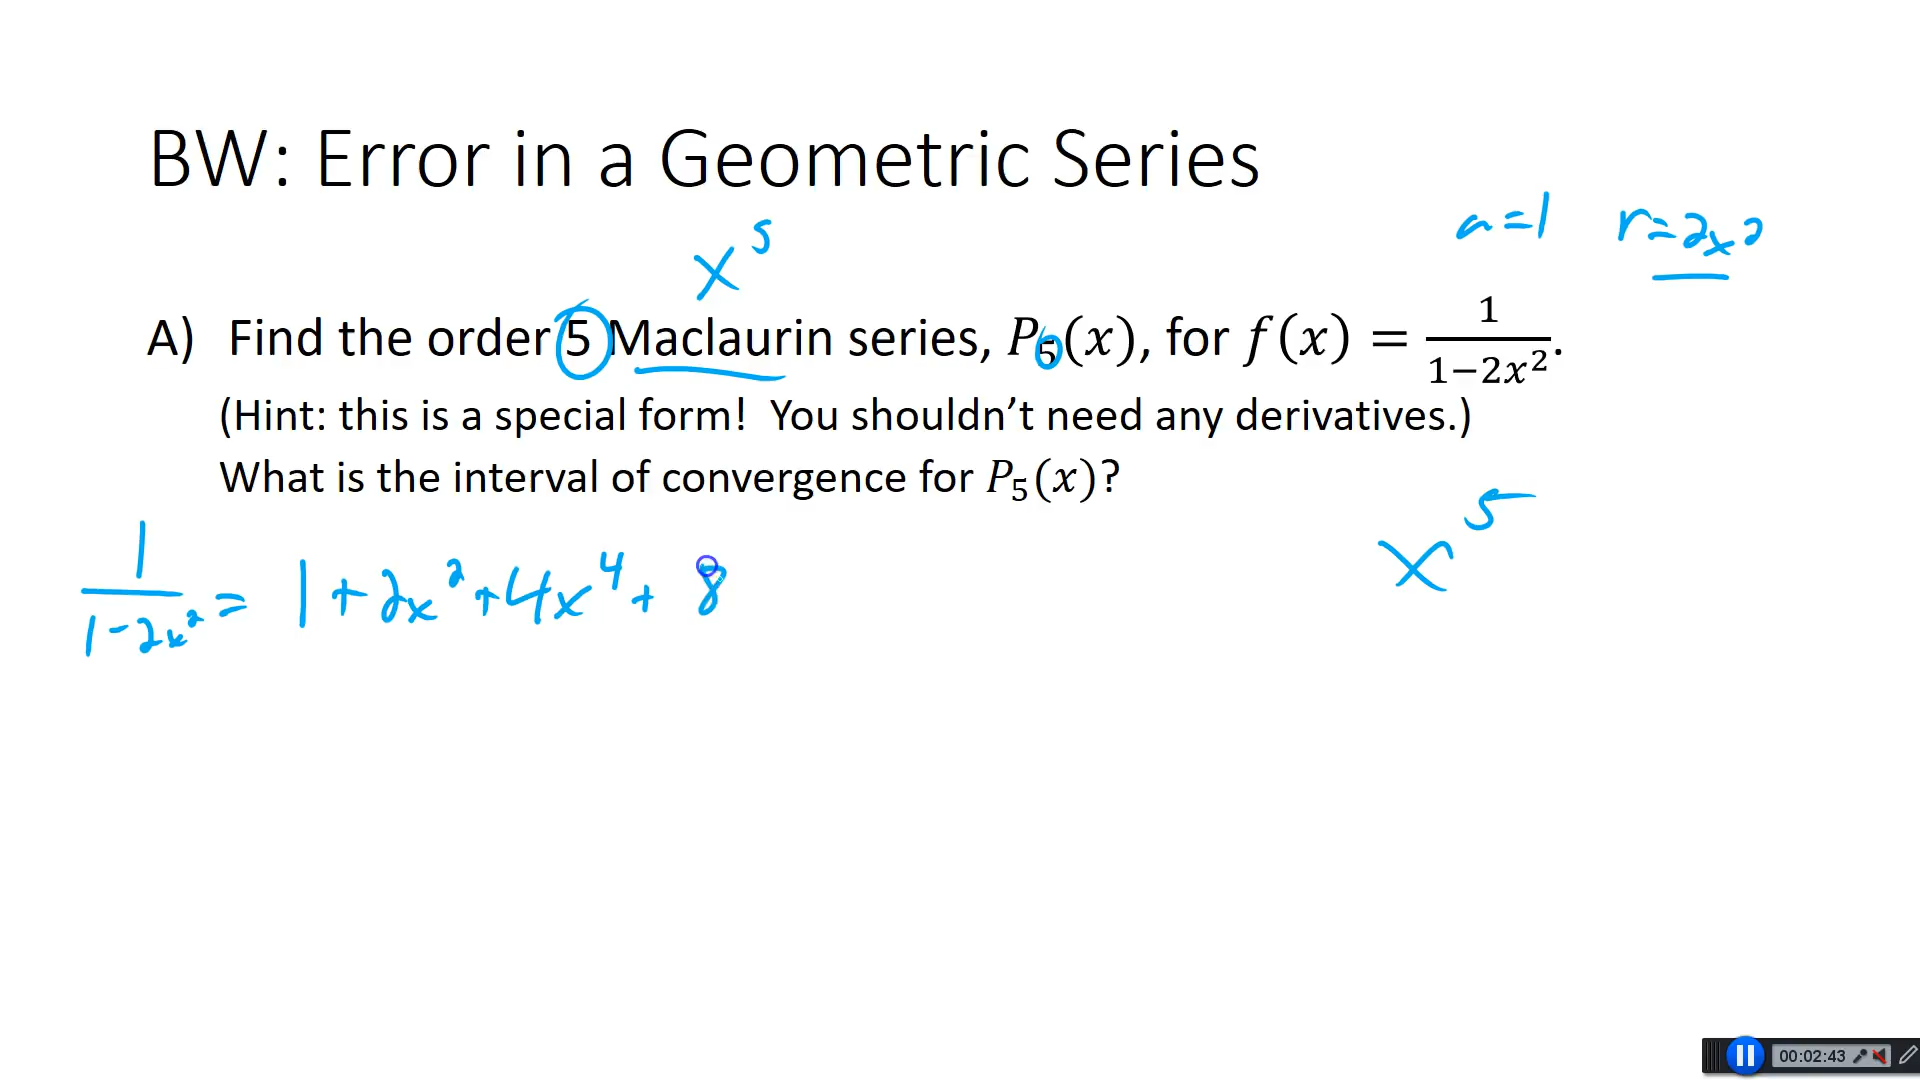 BW: Error in a Geometric Series
a=1 r=2x2
x^5
A) Find the order 5 Maclaurin series, P₅(x), for f(x) = 1/(1−2x²).
(Hint: this is a special form! You shouldn’t need any derivatives.)
What is the interval of convergence for P₅(x)?
x^5
1/(1-2x²) = 1+2x²+4x⁴+ 8
00:02:43